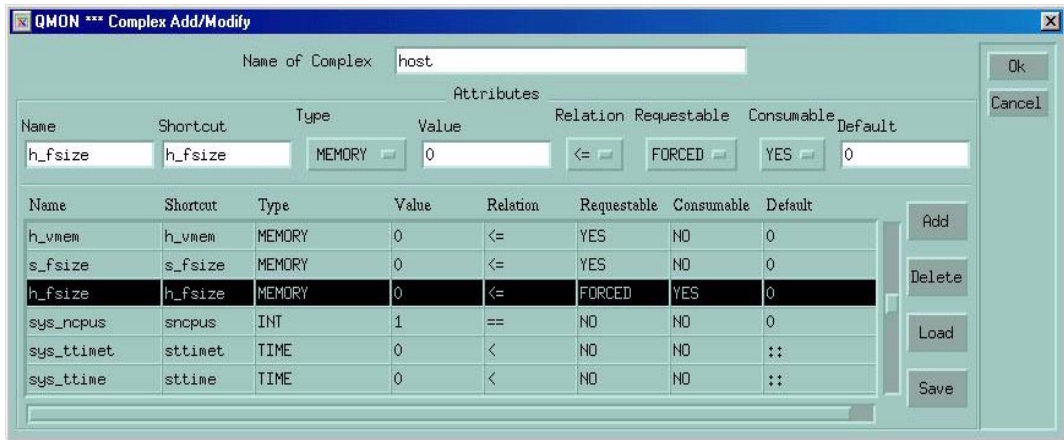 QMON *** Complex Add/Modify
Name of Complex host
Ok
Cancel
Attributes
Name Shortcut Type Value Relation Requestable Consumable Default
h_fsize h_fsize MEMORY 0 <= FORCED YES 0
Name Shortcut Type Value Relation Requestable Consumable Default
h_vmem h_vmem MEMORY 0 <= YES NO 0
s_fsize s_fsize MEMORY 0 <= YES NO 0
h_fsize h_fsize MEMORY 0 <= FORCED YES 0
sys_ncpus sncpus INT 1 == NO NO 0
sys_ttimet sttimet TIME 0 < NO NO ::
sys_ttime sttime TIME 0 < NO NO ::
Add
Delete
Load
Save